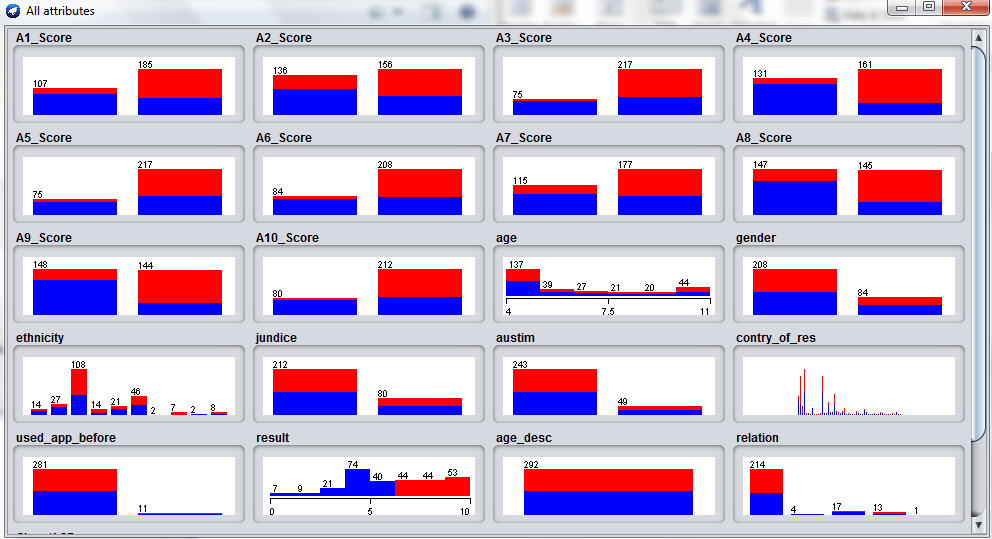 All attributes
A1_Score A2_Score A3_Score A4_Score
107 185 136 156 75 217 131 161
A5_Score A6_Score A7_Score A8_Score
75 217 84 208 115 177 147 145
A9_Score A10_Score age gender
148 144 80 212 137 39 27 21 20 44 208 84
4 7.5 11
ethnicity jundice austim contry_of_res
14 27 108 14 21 46 2 7 2 8 212 80 243 49
used_app_before result age_desc relation
281 11 7 9 21 74 40 44 44 53 292 214 4 17 13 1
0 5 10